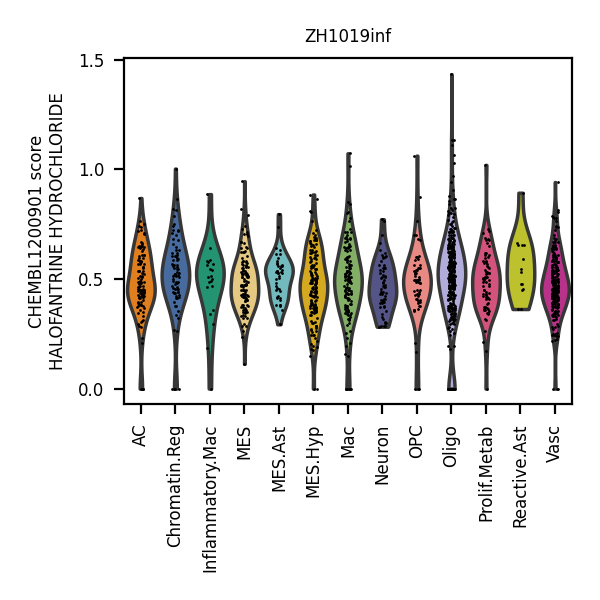 ZH1019inf
CHEMBL1200901 score
HALOFANTRINE HYDROCHLORIDE
1.5
1.0
0.5
0.0
AC
Chromatin.Reg
Inflammatory.Mac
MES
MES.Ast
MES.Hyp
Mac
Neuron
OPC
Oligo
Prolif.Metab
Reactive.Ast
Vasc